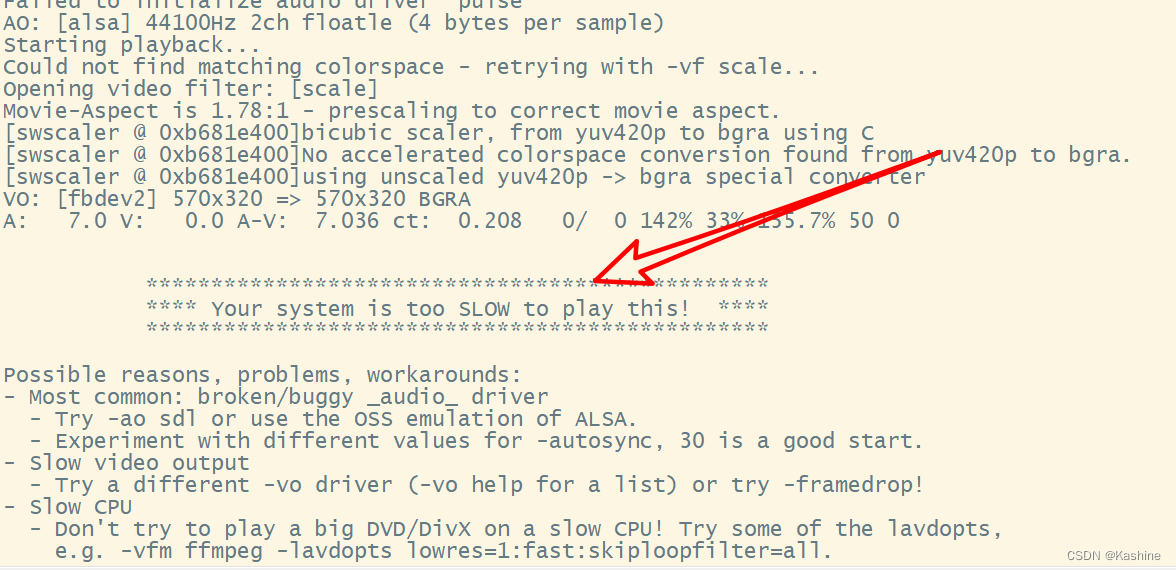 Failed to initialize audio driver 'pulse'
AO: [alsa] 44100Hz 2ch floatle (4 bytes per sample)
Starting playback...
Could not find matching colorspace - retrying with -vf scale...
Opening video filter: [scale]
Movie-Aspect is 1.78:1 - prescaling to correct movie aspect.
[swscaler @ 0xb681e400]bicubic scaler, from yuv420p to bgra using C
[swscaler @ 0xb681e400]No accelerated colorspace conversion found from yuv420p to bgra.
[swscaler @ 0xb681e400]using unscaled yuv420p -> bgra special converter
VO: [fbdev2] 570x320 => 570x320 BGRA
A:   7.0 V:   0.0 A-V:  7.036 ct:  0.208   0/  0 142% 33% 50 0
************************************************
**** Your system is too SLOW to play this!  ****
************************************************
Possible reasons, problems, workarounds:
- Most common: broken/buggy _audio_ driver
  - Try -ao sdl or use the OSS emulation of ALSA.
  - Experiment with different values for -autosync, 30 is a good start.
- Slow video output
  - Try a different -vo driver (-vo help for a list) or try -framedrop!
- Slow CPU
  - Don't try to play a big DVD/DivX on a slow CPU! Try some of the lavdopts,
    e.g. -vfm ffmpeg -lavdopts lowres=1:fast:skiploopfilter=all.
CSDN @Kashine